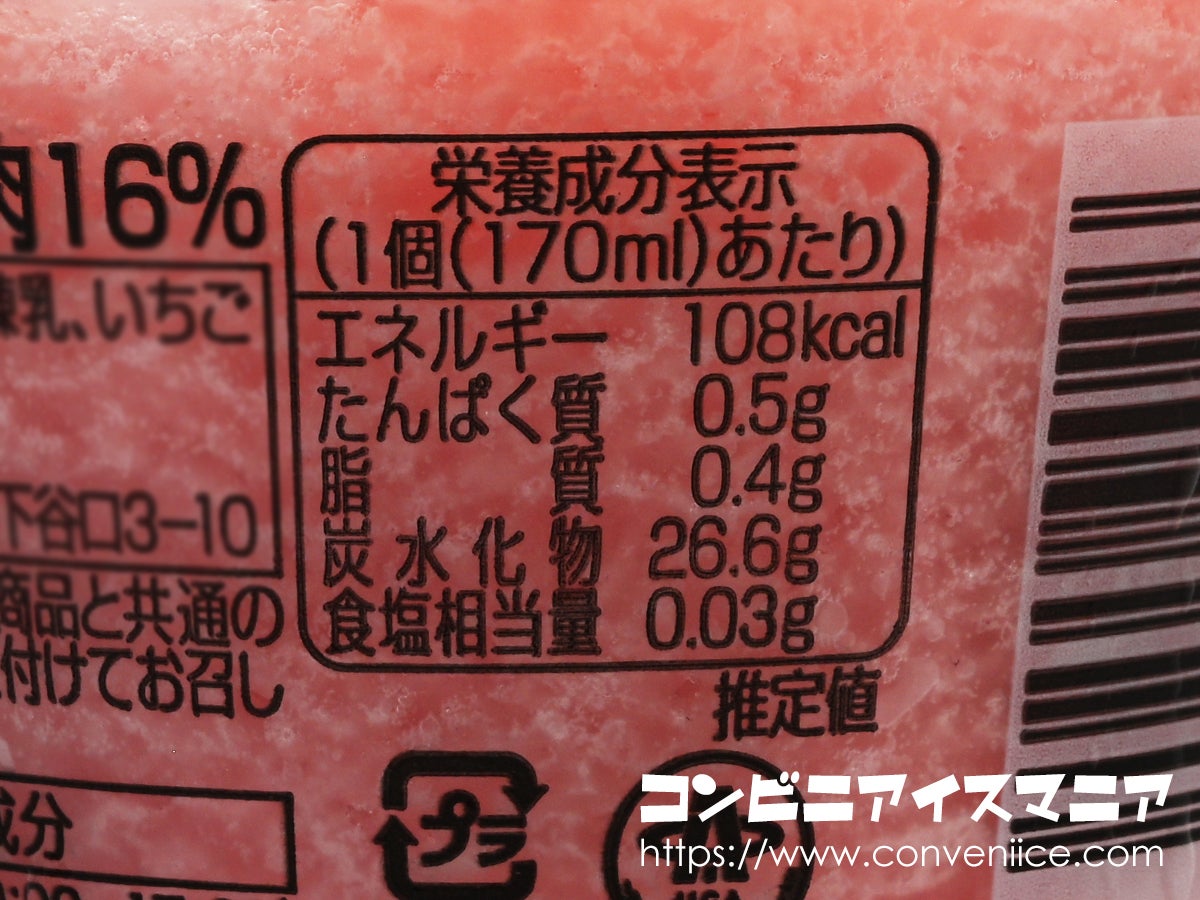 肉16%
栄養成分表示
(1個(170ml)あたり)
エネルギー 108kcal
たんぱく質 0.5g
脂質 0.4g
炭水化物 26.6g
食塩相当量 0.03g
推定値
練乳、いちご
下谷口3-10
商品と共通の
付けてお召し
成分
プラ
コンビニアイスマニア
https://www.conveniice.com